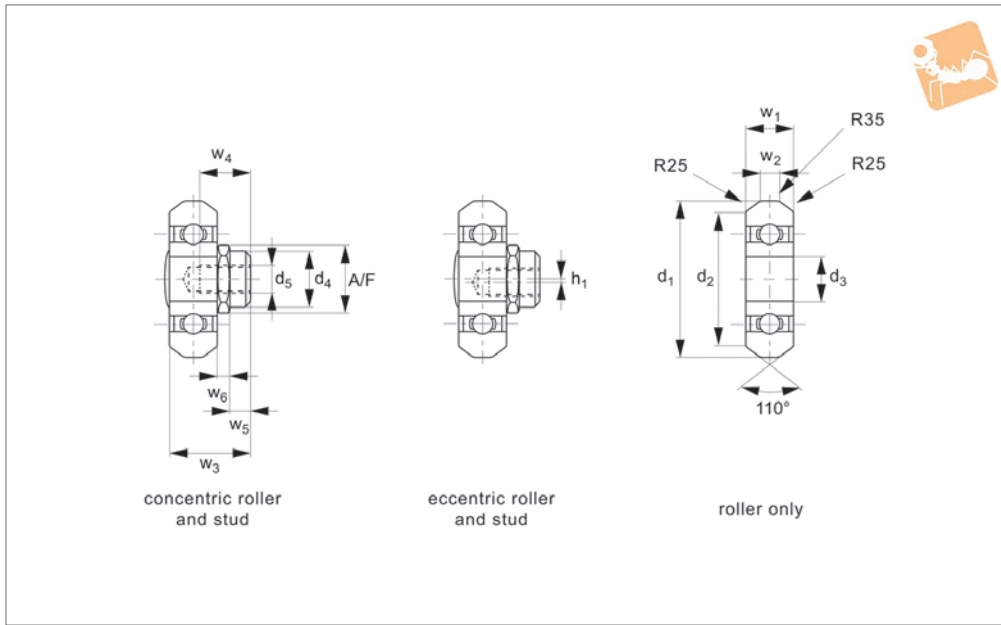 w1
w2
R35
R25
R25
w4
d5
d4
A/F
h1
d1
d2
d3
w6
w5
w3
110°
concentric roller
and stud
eccentric roller
and stud
roller only